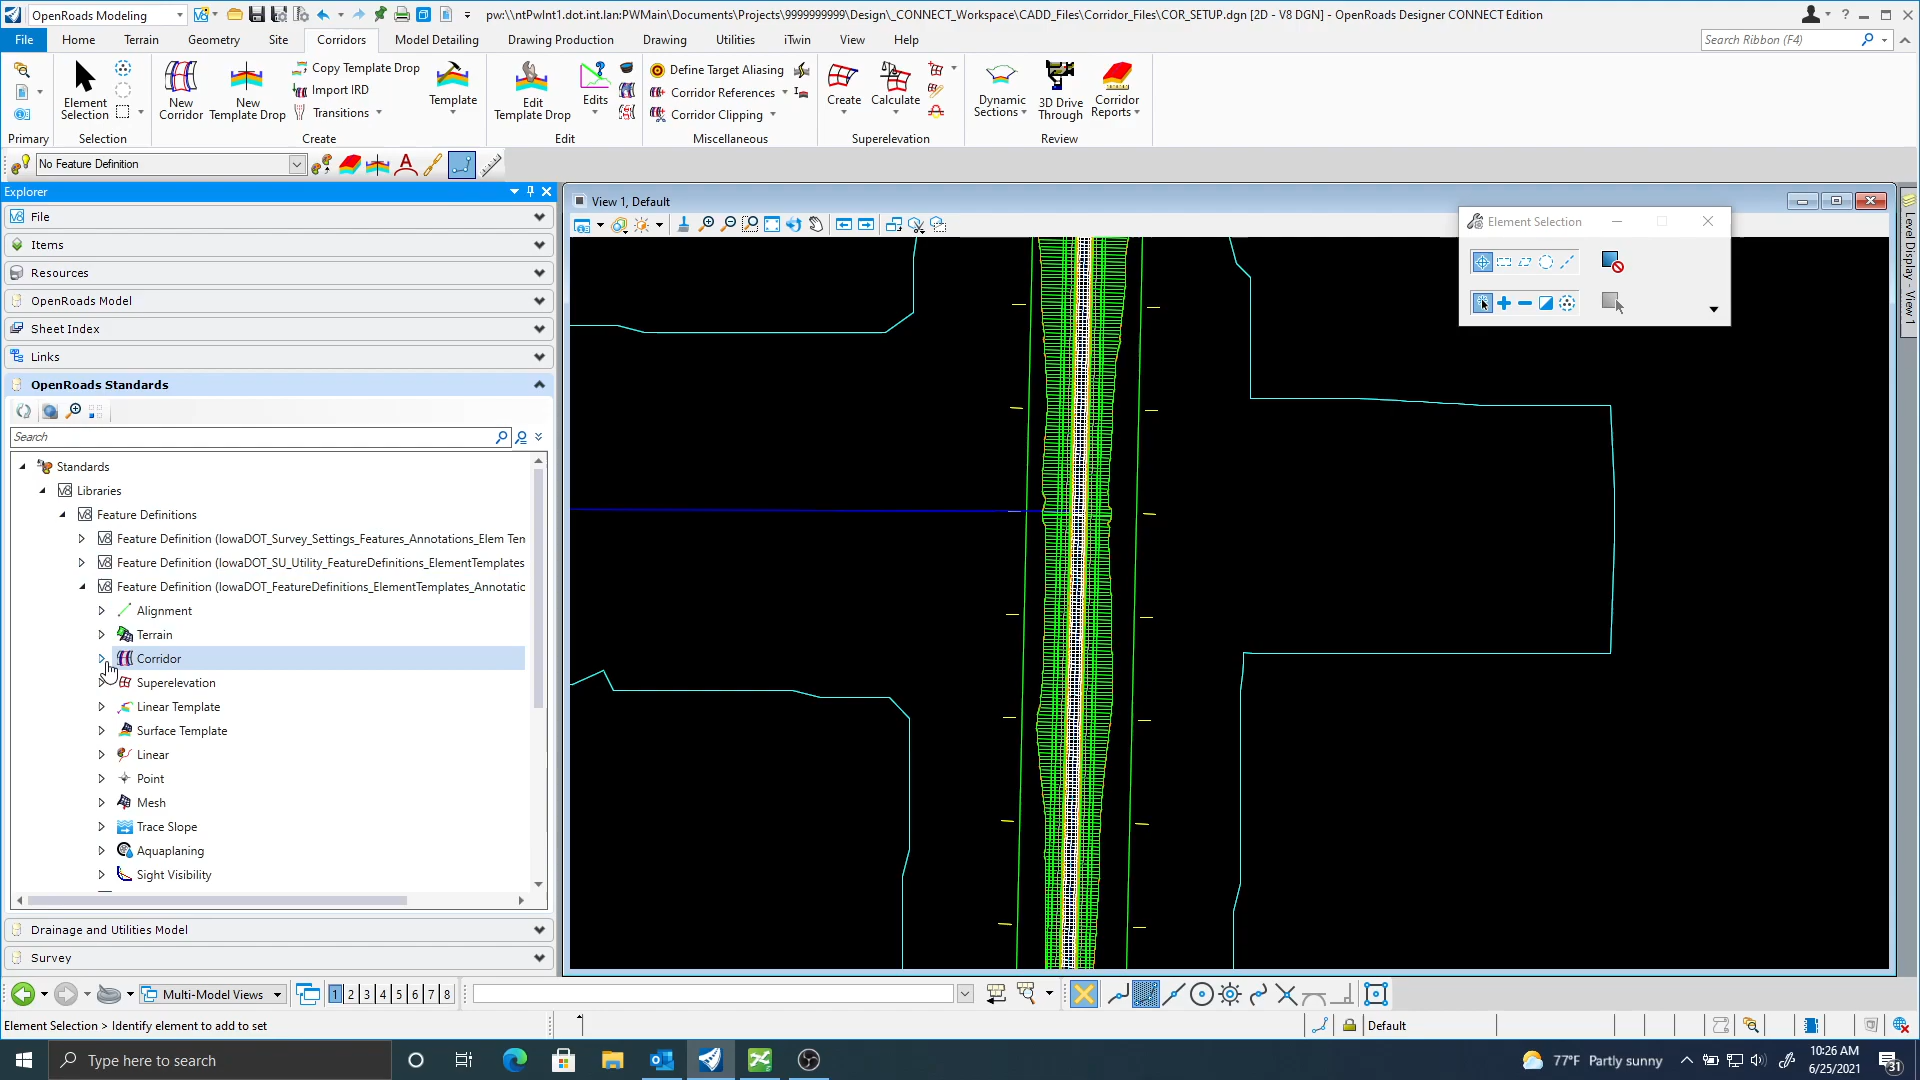 OpenRoads Modeling
pw:\\ntPwInt1.dot.int.lan:PWMain\Documents\Projects\9999999999\Design\_CONNECT_Workspace\CADD_Files\Corridor_Files\COR_SETUP.dgn [2D - V8 DGN] - OpenRoads Designer CONNECT Edition
File Home Terrain Geometry Site Corridors Model Detailing Drawing Production Drawing Utilities iTwin View Help
Search Ribbon (F4)
Element Selection
New Corridor
New Template Drop
Copy Template Drop
Import IRD
Transitions
Template
Edit Template Drop
Edits
Define Target Aliasing
Corridor References
Corridor Clipping
Create
Calculate
Dynamic Sections
3D Drive Through
Corridor Reports
Primary Selection Create Edit Miscellaneous Superelevation Review
No Feature Definition
Explorer
File
Items
Resources
OpenRoads Model
Sheet Index
Links
OpenRoads Standards
Search
Standards
Libraries
Feature Definitions
Feature Definition (IowaDOT_Survey_Settings_Features_Annotations_Elem Ten
Feature Definition (IowaDOT_SU_Utility_FeatureDefinitions_ElementTemplates
Feature Definition (IowaDOT_FeatureDefinitions_ElementTemplates_Annotatic
Alignment
Terrain
Corridor
Superelevation
Linear Template
Surface Template
Linear
Point
Mesh
Trace Slope
Aquaplaning
Sight Visibility
Drainage and Utilities Model
Survey
View 1, Default
Element Selection
Level Display - View 1
Multi-Model Views
1 2 3 4 5 6 7 8
Element Selection > Identify element to add to set
Default
Type here to search
77°F Partly sunny
10:26 AM
6/25/2021
31